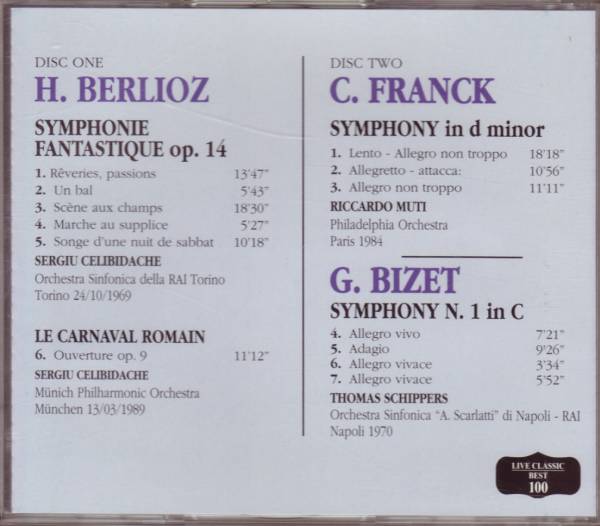 DISC ONE
H. BERLIOZ
SYMPHONIE
FANTASTIQUE op. 14
1. Rêveries, passions 13'47"
2. Un bal 5'43"
3. Scène aux champs 18'30"
4. Marche au supplice 5'27"
5. Songe d'une nuit de sabbat 10'18"
SERGIU CELIBIDACHE
Orchestra Sinfonica della RAI Torino
Torino 24/10/1969
LE CARNAVAL ROMAIN
6. Ouverture op. 9 11'12"
SERGIU CELIBIDACHE
Münich Philharmonic Orchestra
München 13/03/1989
DISC TWO
C. FRANCK
SYMPHONY in d minor
1. Lento - Allegro non troppo 18'18"
2. Allegretto - attacca: 10'56"
3. Allegro non troppo 11'11"
RICCARDO MUTI
Philadelphia Orchestra
Paris 1984
G. BIZET
SYMPHONY N. 1 in C
4. Allegro vivo 7'21"
5. Adagio 9'26"
6. Allegro vivace 3'34"
7. Allegro vivace 5'52"
THOMAS SCHIPPERS
Orchestra Sinfonica "A. Scarlatti" di Napoli - RAI
Napoli 1970
LIVE CLASSIC
BEST
100